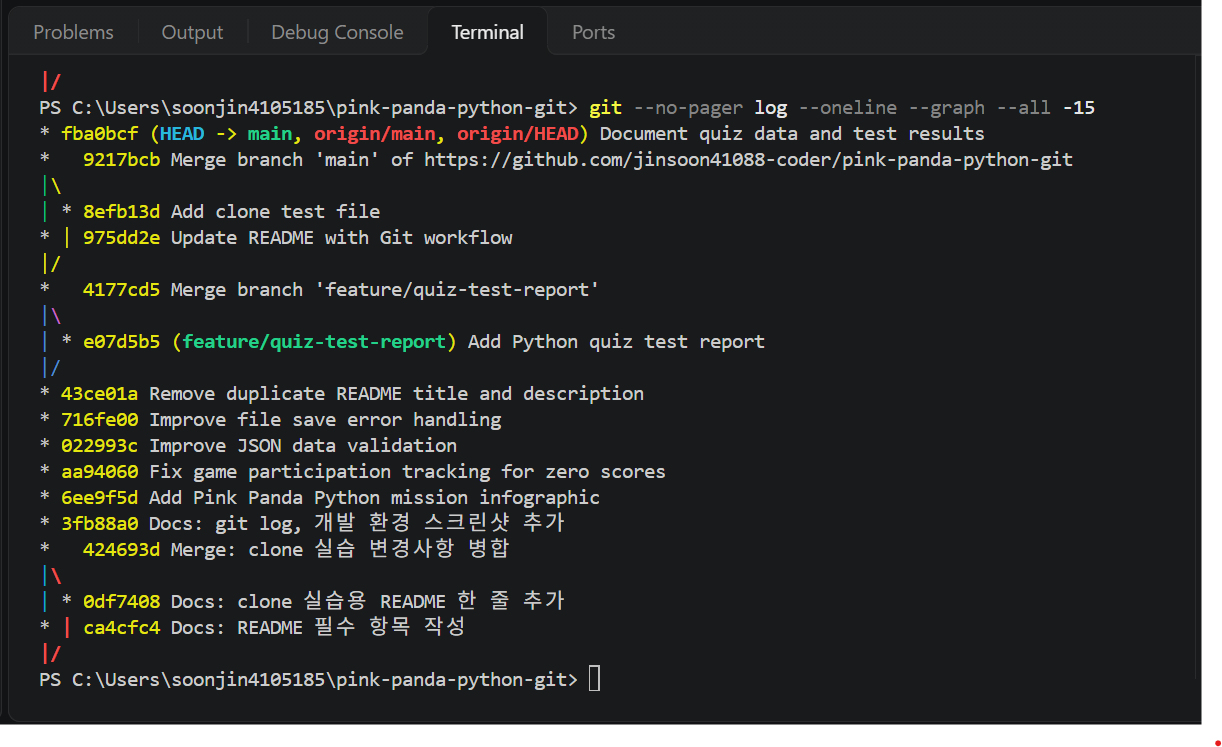 Problems Output Debug Console Terminal Ports
|/
PS C:\Users\soonjin4105185\pink-panda-python-git> git --no-pager log --oneline --graph --all -15
* fba0bcf (HEAD -> main, origin/main, origin/HEAD) Document quiz data and test results
*   9217bcb Merge branch 'main' of https://github.com/jinsoon41088-coder/pink-panda-python-git
|\
| * 8efb13d Add clone test file
* | 975dd2e Update README with Git workflow
|/
*   4177cd5 Merge branch 'feature/quiz-test-report'
|\
| * e07d5b5 (feature/quiz-test-report) Add Python quiz test report
|/
* 43ce01a Remove duplicate README title and description
* 716fe00 Improve file save error handling
* 022993c Improve JSON data validation
* aa94060 Fix game participation tracking for zero scores
* 6ee9f5d Add Pink Panda Python mission infographic
* 3fb88a0 Docs: git log, 개발 환경 스크린샷 추가
*   424693d Merge: clone 실습 변경사항 병합
|\
| * 0df7408 Docs: clone 실습용 README 한 줄 추가
* | ca4cfc4 Docs: README 필수 항목 작성
|/
PS C:\Users\soonjin4105185\pink-panda-python-git>